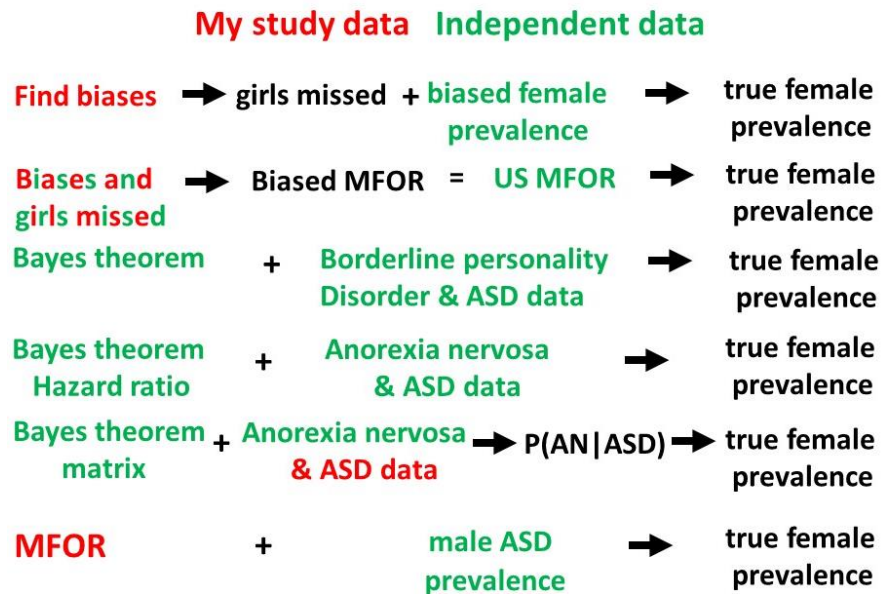 My study data Independent data
Find biases → girls missed + biased female prevalence → true female prevalence
Biases and girls missed → Biased MFOR = US MFOR → true female prevalence
Bayes theorem + Borderline personality Disorder & ASD data → true female prevalence
Bayes theorem Hazard ratio + Anorexia nervosa & ASD data → true female prevalence
Bayes theorem matrix + Anorexia nervosa & ASD data → P(AN|ASD) → true female prevalence
MFOR + male ASD prevalence → true female prevalence